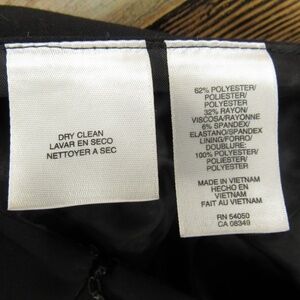 DRY CLEAN
LAVAR EN SECO
NETTOYER A SEC
62% POLYESTER/
POLIESTER/
POLYESTER
32% RAYON/
VISCOSA/RAYONNE
6% SPANDEX/
ELASTANO/SPANDEX
LINING/FORRO/
DOUBLURE:
100% POLYESTER/
POLIESTER/
POLYESTER
MADE IN VIETNAM
HECHO EN
VIETNAM
FAIT AU VIETNAM
RN 54050
CA 08349